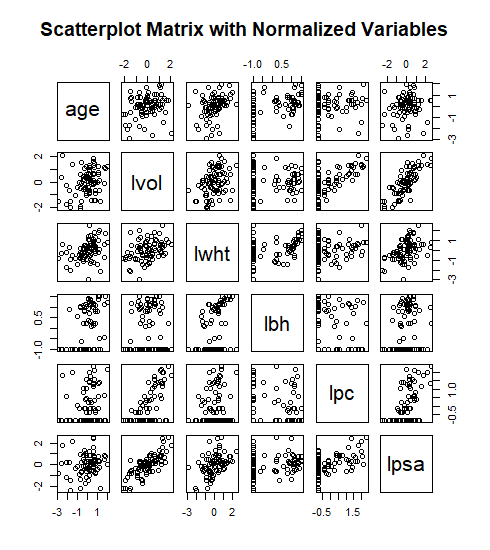 Scatterplot Matrix with Normalized Variables
-2 0 1 2
-1.0 0.5
-2 0 2
age
-3 -1 1
-2 0 2
lvol
lwht
-3 -1 1
-1.0 0.5
lbh
lpc
-0.5 1.0
-2 0 2
lpsa
-3 -1 1
-3 0 2
-0.5 1.5